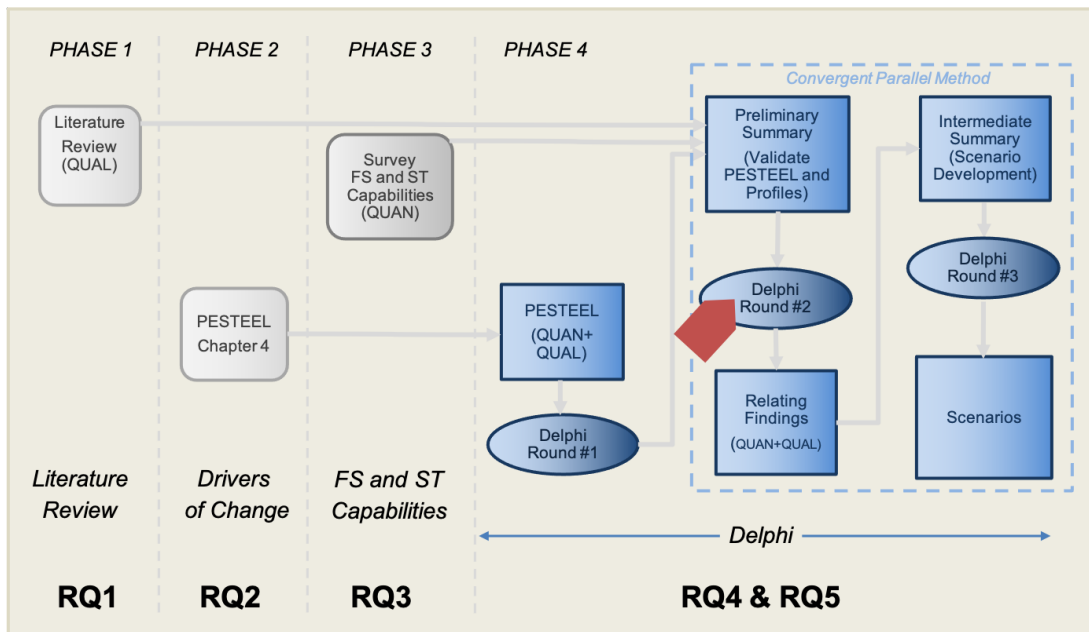 PHASE 1
PHASE 2
PHASE 3
PHASE 4
Convergent Parallel Method
Literature
Review
(QUAL)
Survey
FS and ST
Capabilities
(QUAN)
Preliminary
Summary
(Validate
PESTEEL and
Profiles)
Intermediate
Summary
(Scenario
Development)
PESTEEL
Chapter 4
PESTEEL
(QUAN+
QUAL)
Delphi
Round #1
Delphi
Round #2
Relating
Findings
(QUAN+QUAL)
Delphi
Round #3
Scenarios
Literature
Review
Drivers
of Change
FS and ST
Capabilities
Delphi
RQ1
RQ2
RQ3
RQ4 & RQ5